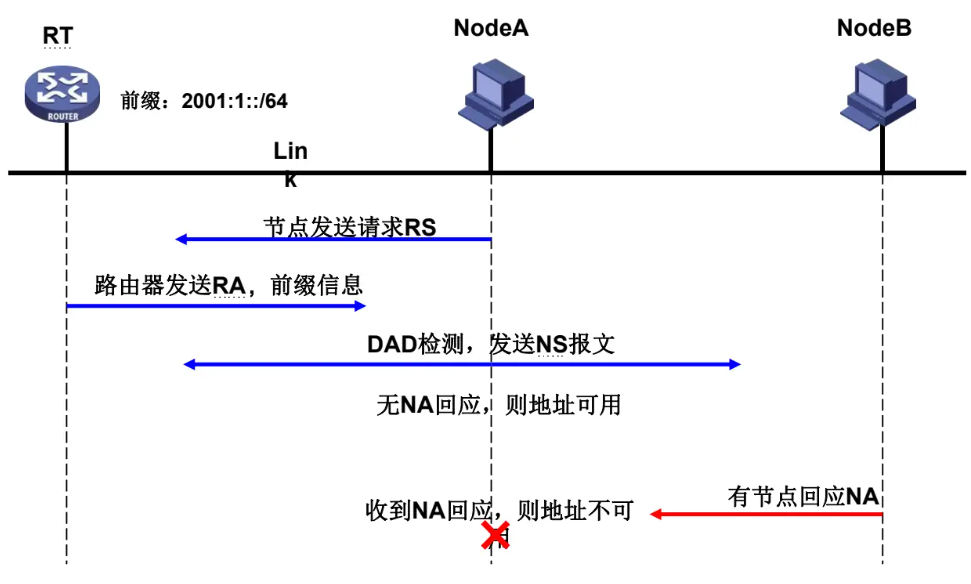 RT
NodeA
NodeB
ROUTER
前缀：2001:1::/64
Lin
k
节点发送请求RS
路由器发送RA，前缀信息
DAD检测，发送NS报文
无NA回应，则地址可用
有节点回应NA
收到NA回应，则地址不可
用